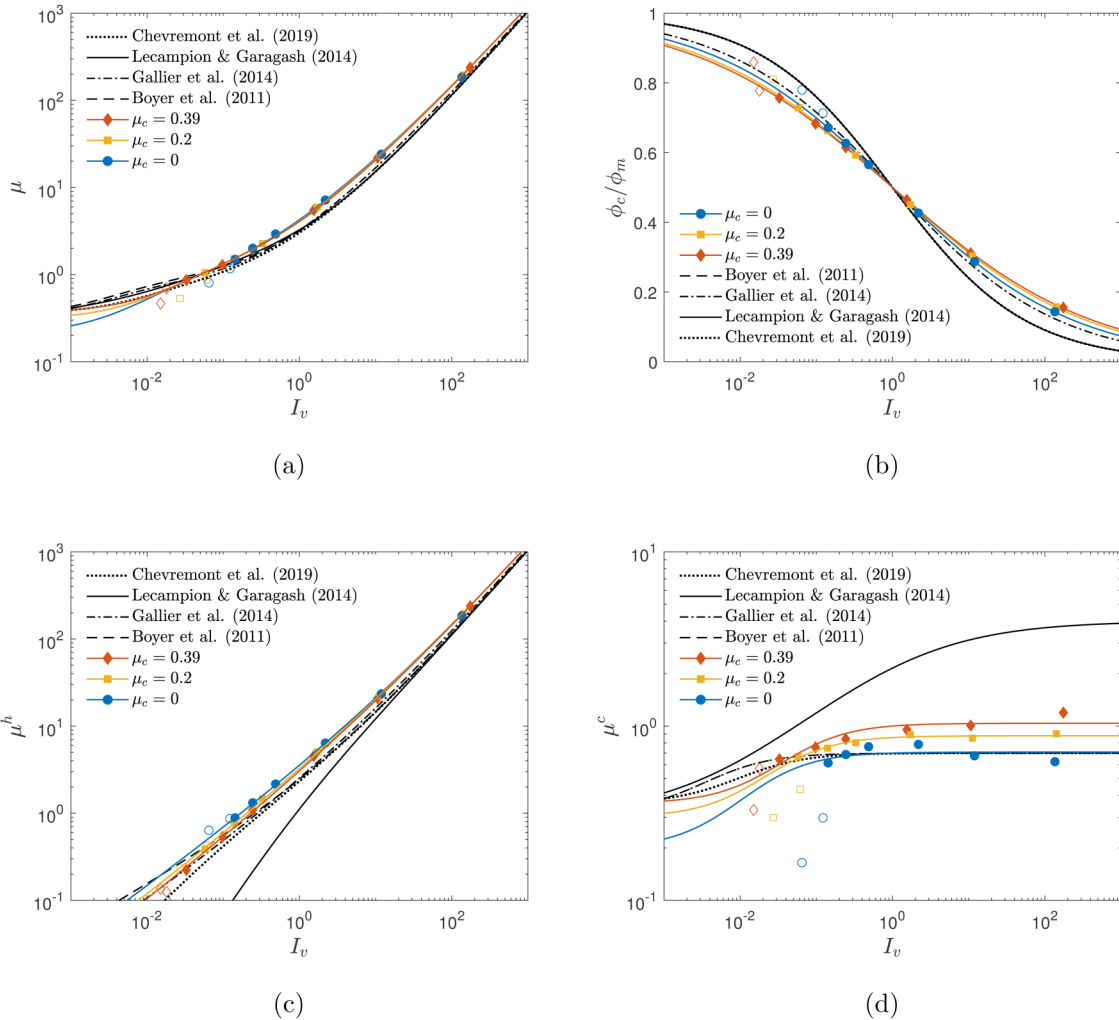 10^3
10^2
10^1
10^0
10^-1
μ
Chevremont et al. (2019)
Lecampion & Garagash (2014)
Gallier et al. (2014)
Boyer et al. (2011)
μ_c = 0.39
μ_c = 0.2
μ_c = 0
10^-2
10^0
10^2
I_v
(a)
1
0.8
0.6
0.4
0.2
0
ϕ_c/ϕ_m
μ_c = 0
μ_c = 0.2
μ_c = 0.39
Boyer et al. (2011)
Gallier et al. (2014)
Lecampion & Garagash (2014)
Chevremont et al. (2019)
10^-2
10^0
10^2
I_v
(b)
10^3
10^2
10^1
10^0
10^-1
μ^h
Chevremont et al. (2019)
Lecampion & Garagash (2014)
Gallier et al. (2014)
Boyer et al. (2011)
μ_c = 0.39
μ_c = 0.2
μ_c = 0
10^-2
10^0
10^2
I_v
(c)
10^1
10^0
10^-1
μ^c
Chevremont et al. (2019)
Lecampion & Garagash (2014)
Gallier et al. (2014)
Boyer et al. (2011)
μ_c = 0.39
μ_c = 0.2
μ_c = 0
10^-2
10^0
10^2
I_v
(d)